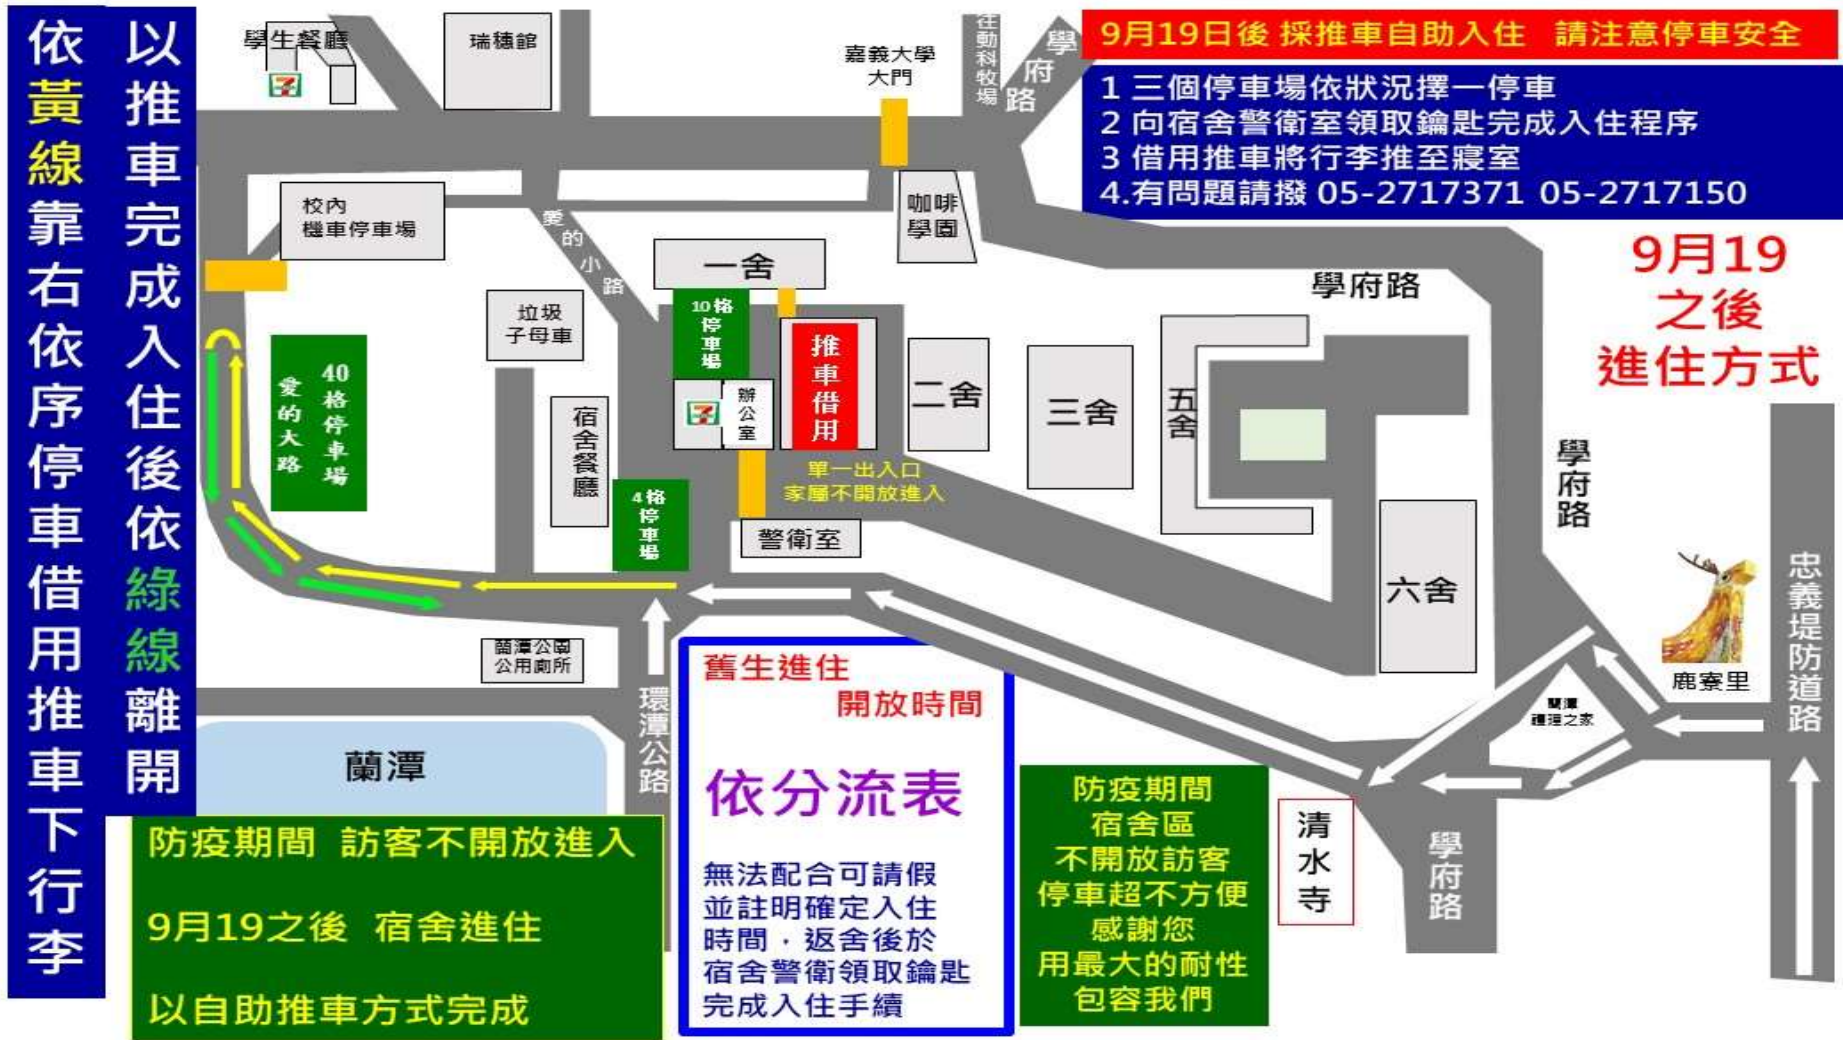 依黃線靠右依序停車借用推車下行李
以推車完成入住後依綠線離開
學生餐廳
瑞穗館
嘉義大學
大門
往動科牧場
學府路
9月19日後 採推車自助入住 請注意停車安全
1 三個停車場依狀況擇一停車
2 向宿舍警衛室領取鑰匙完成入住程序
3 借用推車將行李推至寢室
4.有問題請撥 05-2717371 05-2717150
校內
機車停車場
愛的小路
咖啡
學園
一舍
學府路
9月19
之後
進住方式
垃圾
子母車
10格
停車場
推車借用
40格停車場
愛的大路
宿舍餐廳
7
辦公室
二舍
三舍
五舍
單一出入口
家屬不開放進入
4格
停車場
警衛室
六舍
學府路
忠義堤防道路
鹿寮里
蘭潭公園
公用廁所
環潭公路
蘭潭
蘭潭
護理之家
舊生進住
開放時間
依分流表
無法配合可請假
並註明確定入住
時間，返舍後於
宿舍警衛領取鑰匙
完成入住手續
防疫期間
宿舍區
不開放訪客
停車超不方便
感謝您
用最大的耐性
包容我們
清水寺
學府路
防疫期間 訪客不開放進入
9月19之後 宿舍進住
以自助推車方式完成